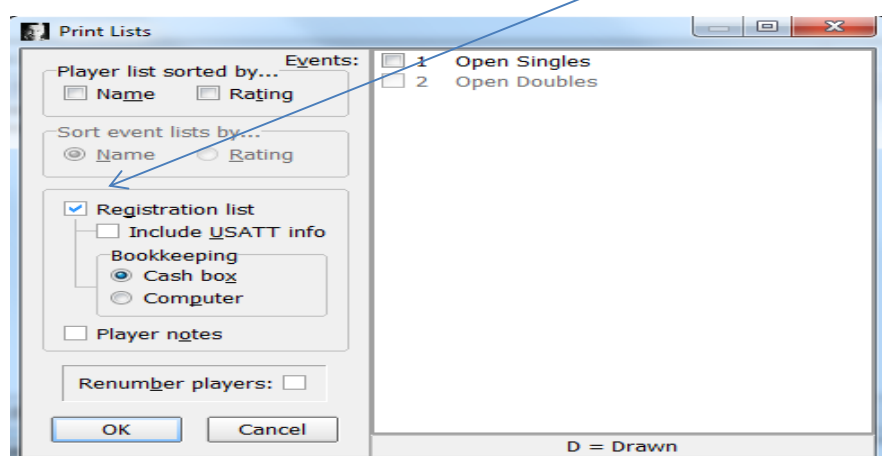 Print Lists
Player list sorted by...
Name Rating
Sort event lists by...
Name Rating
Registration list
Include USATT info
Bookkeeping
Cash box
Computer
Player notes
Renumber players:
OK Cancel
Events:
1 Open Singles
2 Open Doubles
D = Drawn